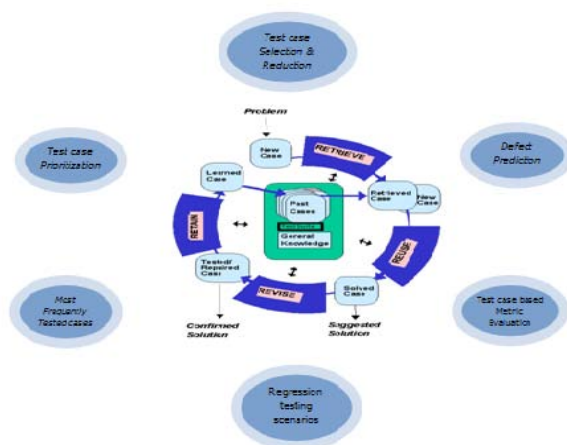 Test case
Selection &
Reduction
Problem
New
Case
RETRIEVE
Test case
Prioritization
Defect
Prediction
Learned
Case
Past
Cases
Retrieved
Case
New
Case
General
Knowledge
RETAIN
REUSE
Tested/
Repaired
Case
REVISE
Solved
Case
Most
Frequently
Testedcases
Test case based
Metric
Evaluation
Confirmed
Solution
Suggested
Solution
Regression
testing
scenarios